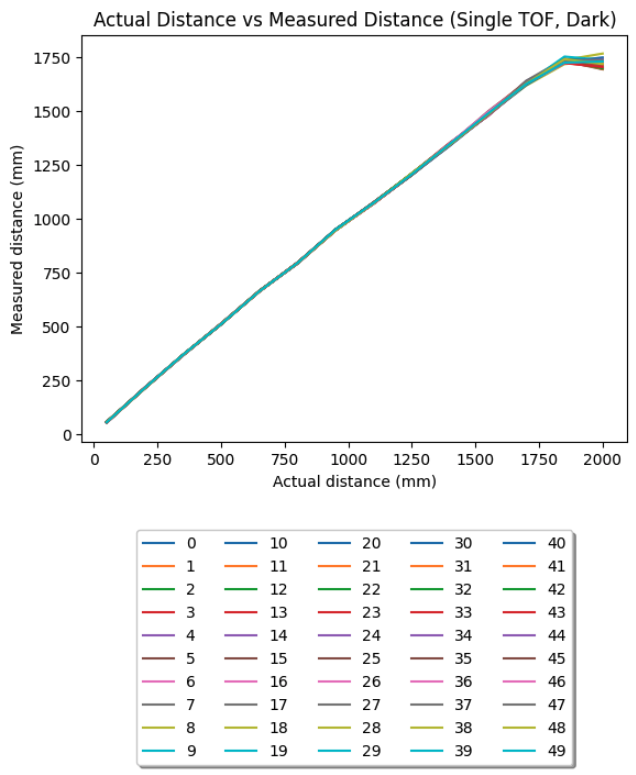 Actual Distance vs Measured Distance (Single TOF, Dark)
Measured distance (mm)
1750
1500
1250
1000
750
500
250
0
0 250 500 750 1000 1250 1500 1750 2000
Actual distance (mm)
0 10 20 30 40
1 11 21 31 41
2 12 22 32 42
3 13 23 33 43
4 14 24 34 44
5 15 25 35 45
6 16 26 36 46
7 17 27 37 47
8 18 28 38 48
9 19 29 39 49